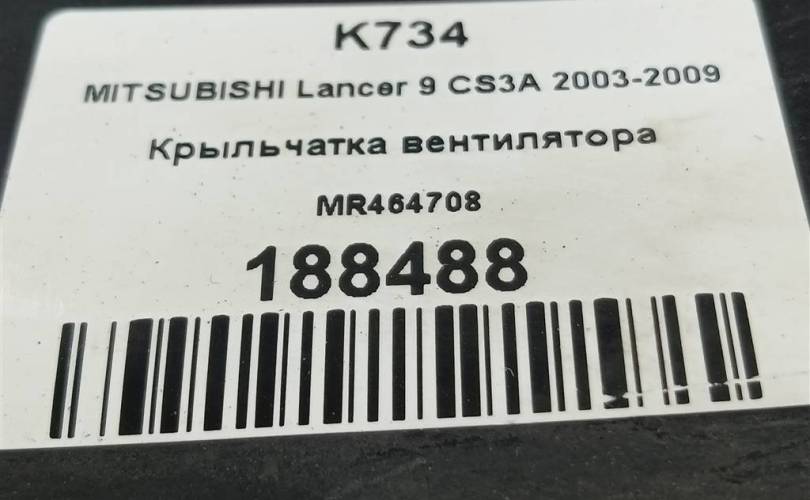 K734
MITSUBISHI Lancer 9 CS3A 2003-2009
Крыльчатка вентилятора
MR464708
188488